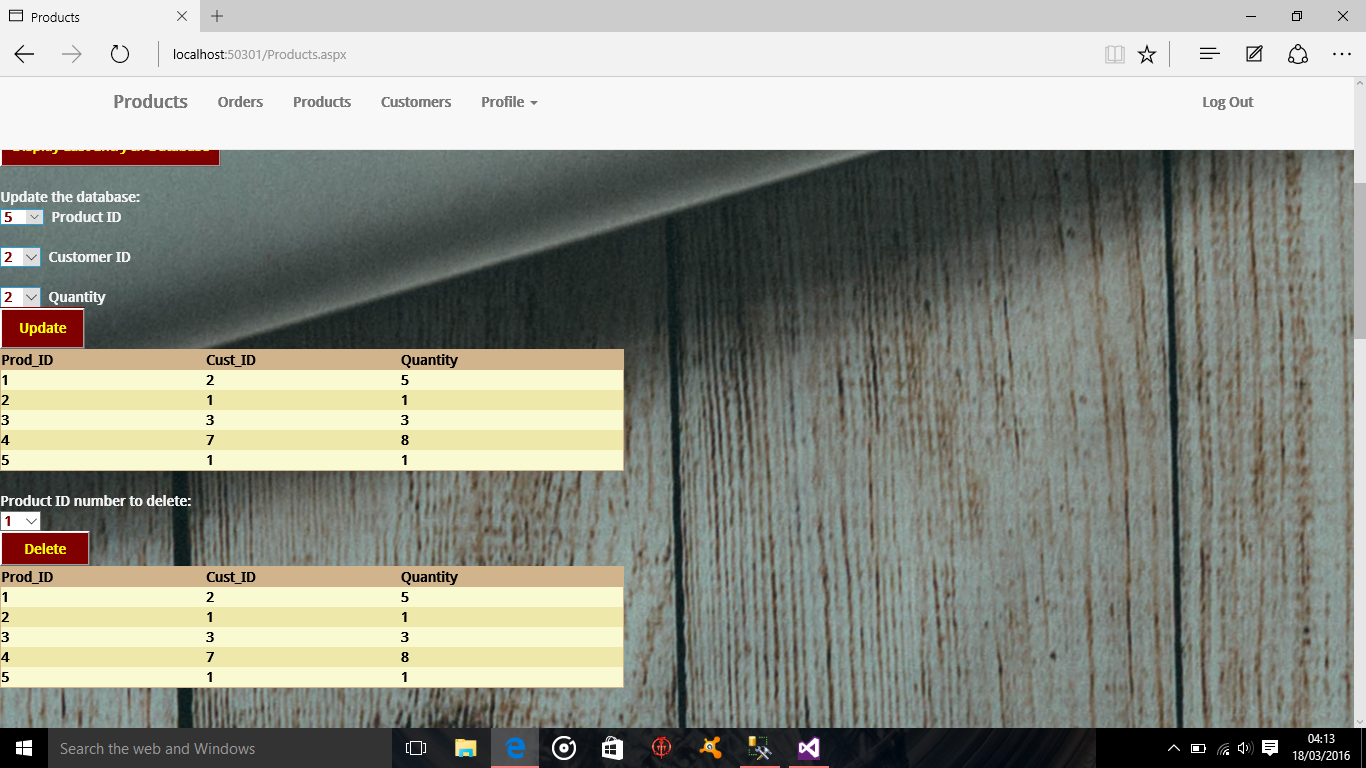 Products
localhost:50301/Products.aspx
Products Orders Products Customers Profile Log Out
Update the database:
5 Product ID
2 Customer ID
2 Quantity
Update
Prod_ID Cust_ID Quantity
1 2 5
2 1 1
3 3 3
4 7 8
5 1 1
Product ID number to delete:
1
Delete
Prod_ID Cust_ID Quantity
1 2 5
2 1 1
3 3 3
4 7 8
5 1 1
Search the web and Windows
04:13
18/03/2016